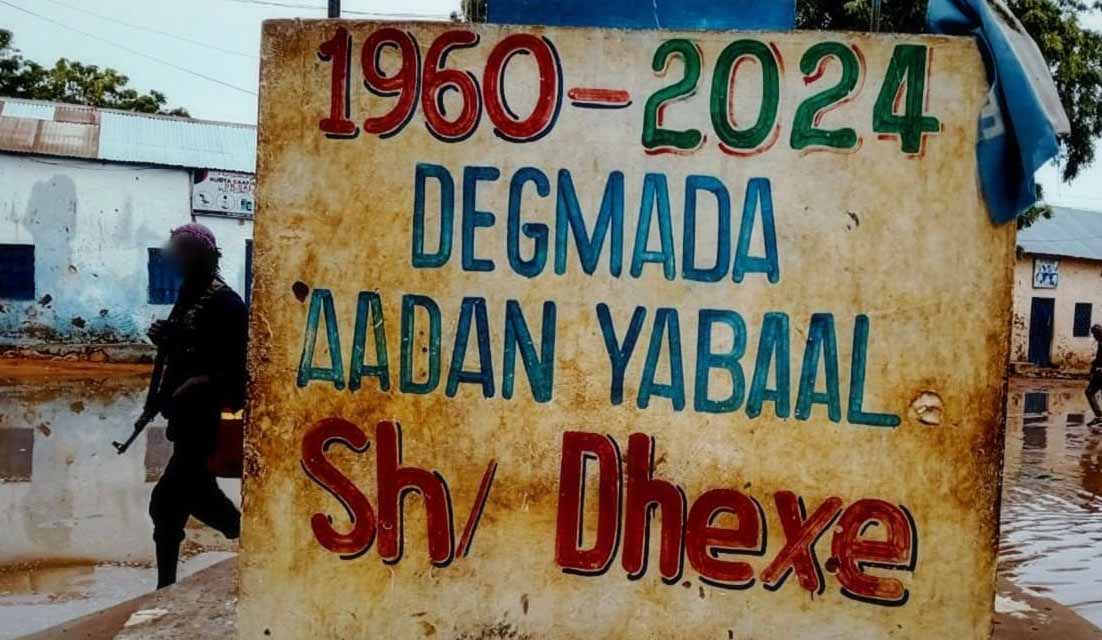 1960-2024
DEGMADA
AADAN YABAAL
Sh/ Dhexe